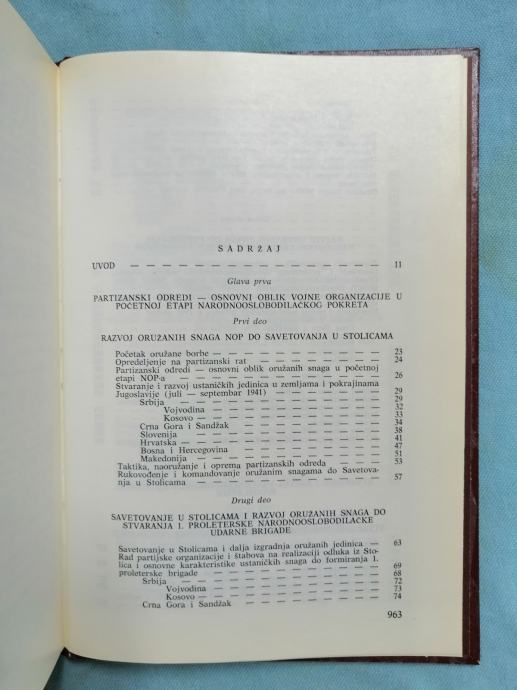 SADRŽAJ
UVOD — — — — — — — — — — — — 11
Glava prva
PARTIZANSKI ODREDI — OSNOVNI OBLIK VOJNE ORGANIZACIJE U
POČETNOJ ETAPI NARODNOOSLOBODILAČKOG POKRETA
Prvi deo
RAZVOJ ORUŽANIH SNAGA NOP DO SAVETOVANJA U STOLICAMA
Početak oružane borbe — — — — — — — — 23
Opredeljenje na partizanski rat — — — — — — — 24
Partizanski odredi — osnovni oblik oružanih snaga u početnoj
etapi NOP-a — — — — — — — — — — 26
Stvaranje i razvoj ustaničkih jedinica u zemljama i pokrajinama
Jugoslavije (juli — septembar 1941) — — — — — — 29
Srbija — — — — — — — — — — 29
Vojvodina — — — — — — — — — 32
Kosovo — — — — — — — — — — 33
Crna Gora i Sandžak — — — — — — — 34
Slovenija — — — — — — — — — — 38
Hrvatska — — — — — — — — — — 41
Bosna i Hercegovina — — — — — — — 47
Makedonija — — — — — — — — — 51
Taktika, naoružanje i oprema partizanskih odreda — — — 53
Rukovođenje i komandovanje oružanim snagama do Savetova-
nja u Stolicama — — — — — — — — — 57
Drugi deo
SAVETOVANJE U STOLICAMA I RAZVOJ ORUŽANIH SNAGA DO
STVARANJA 1. PROLETERSKE NARODNOOSLOBODILAČKE
UDARNE BRIGADE
Savetovanje u Stolicama i dalja izgradnja oružanih jedinica — 63
Rad partijske organizacije i štabova na realizaciji odluka iz Sto-
lica i osnovne karakteristike ustaničkih snaga do formiranja 1. 69
proleterske brigade — — — — — — — — — 68
Srbija — — — — — — — — — — 72
Vojvodina — — — — — — — — — 73
Kosovo — — — — — — — — — — 74
Crna Gora i Sandžak — — — — — — —
963